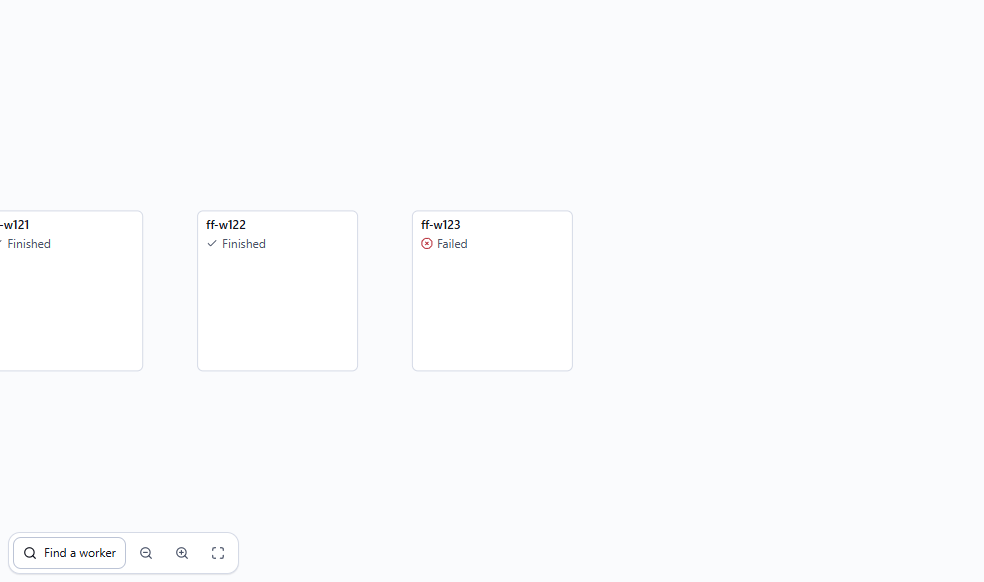 -w121
Finished
ff-w122
Finished
ff-w123
Failed
Find a worker